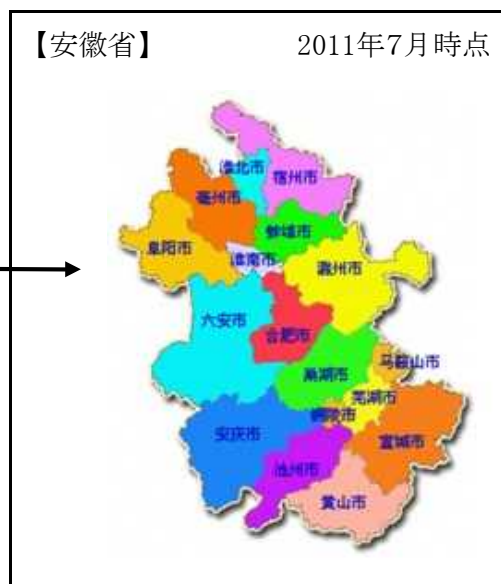 【安徽省】 2011年7月時点
淮北市
宿州市
亳州市
蚌埠市
阜阳市
淮南市
滁州市
六安市
合肥市
马鞍山市
巢湖市
芜湖市
铜陵市
安庆市
宣城市
池州市
黄山市